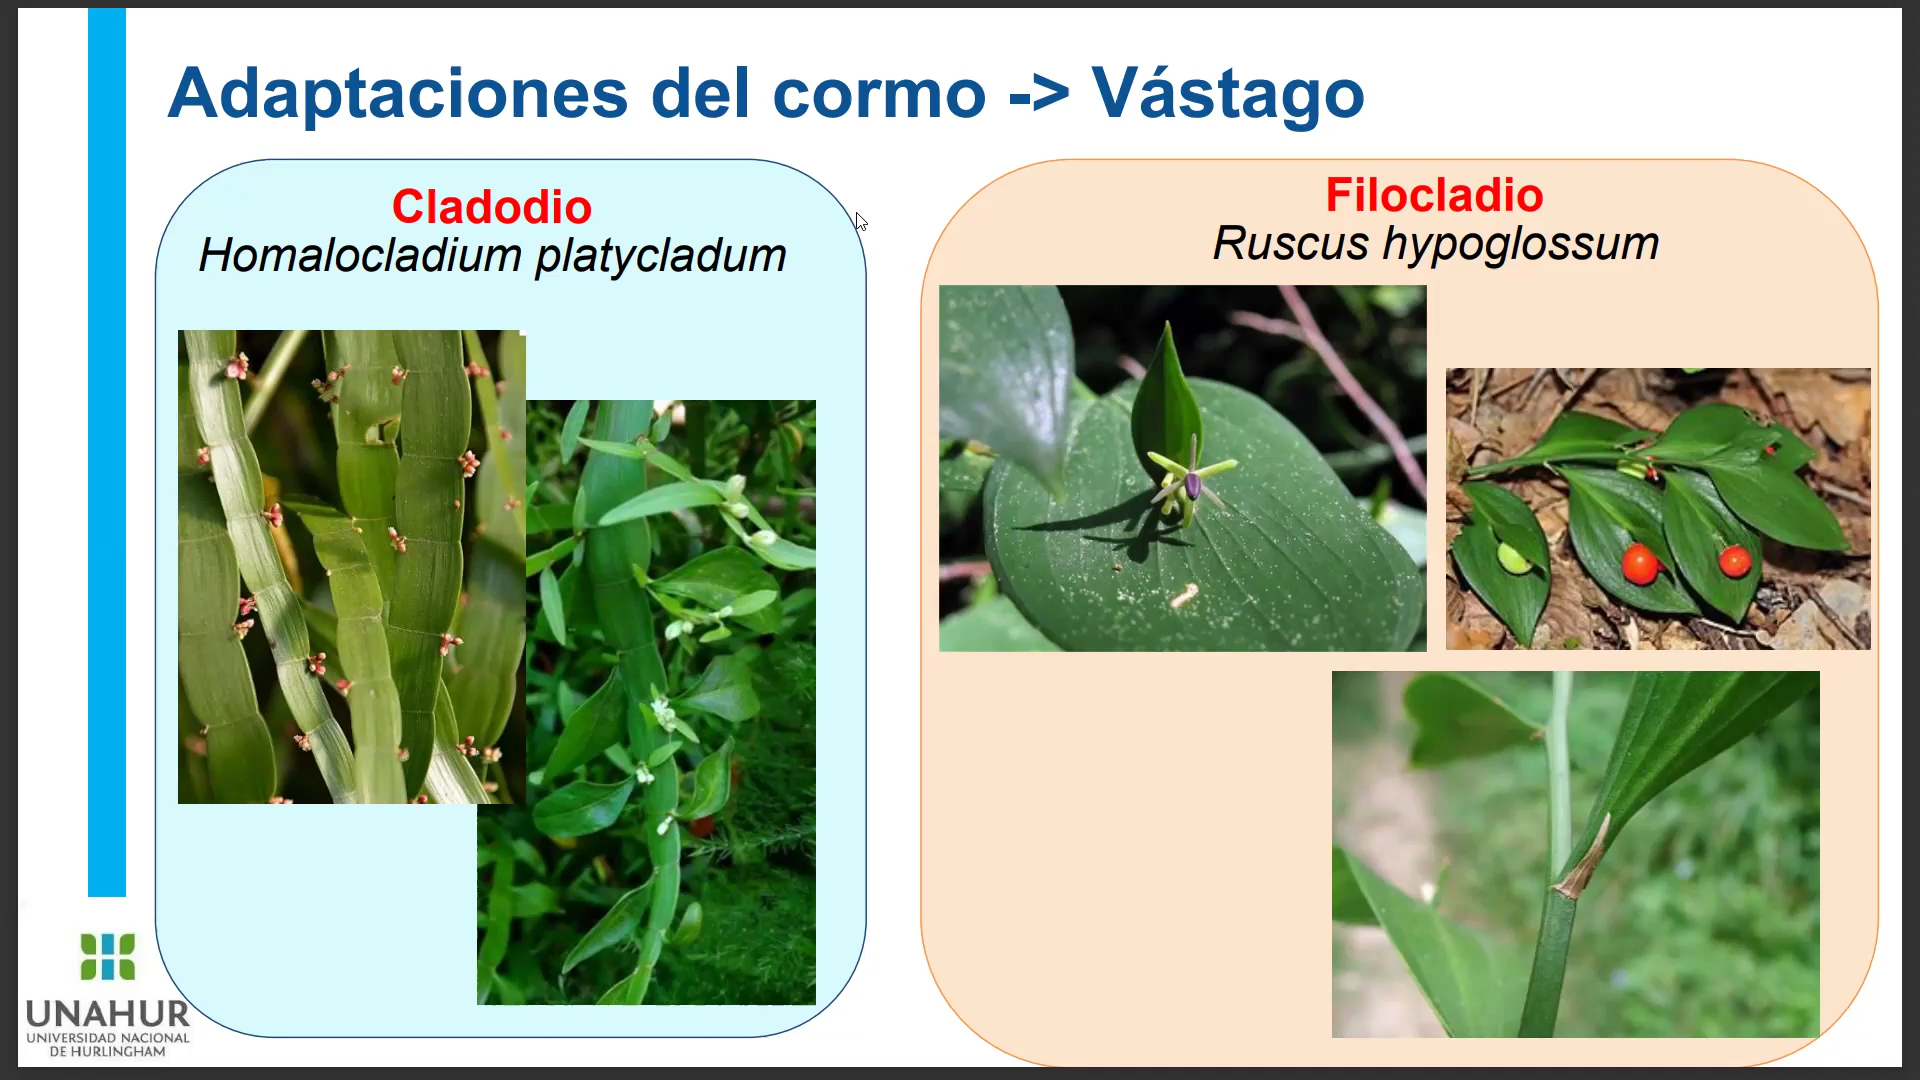 Adaptaciones del cormo -> Vástago
Cladodio
Homalocladium platycladum
Filocladio
Ruscus hypoglossum
UNAHUR
UNIVERSIDAD NACIONAL
DE HURLINGHAM